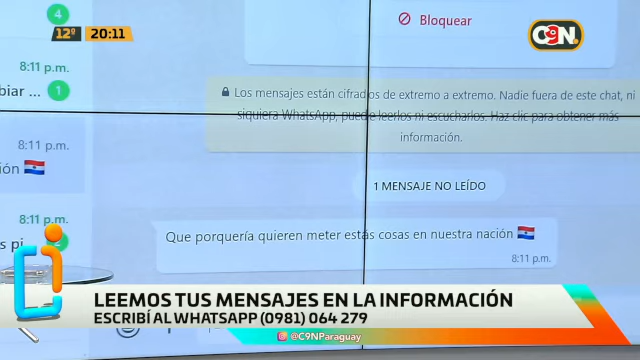 4
Bloquear
12º
20:11
C9N
8:11 p.m.
biar ...
1
Los mensajes están cifrados de extremo a extremo. Nadie fuera de este chat, ni
siquiera WhatsApp, puede leerlos ni escucharlos. Haz clic para obtener más
información.
8:11 p.m.
ión 🇵🇾
1 MENSAJE NO LEÍDO
8:11 p.m.
s pi
Que porquería quieren meter estás cosas en nuestra nación 🇵🇾
8:11 p.m.
LEEMOS TUS MENSAJES EN LA INFORMACIÓN
ESCRIBÍ AL WHATSAPP (0981) 064 279
@C9NParaguay